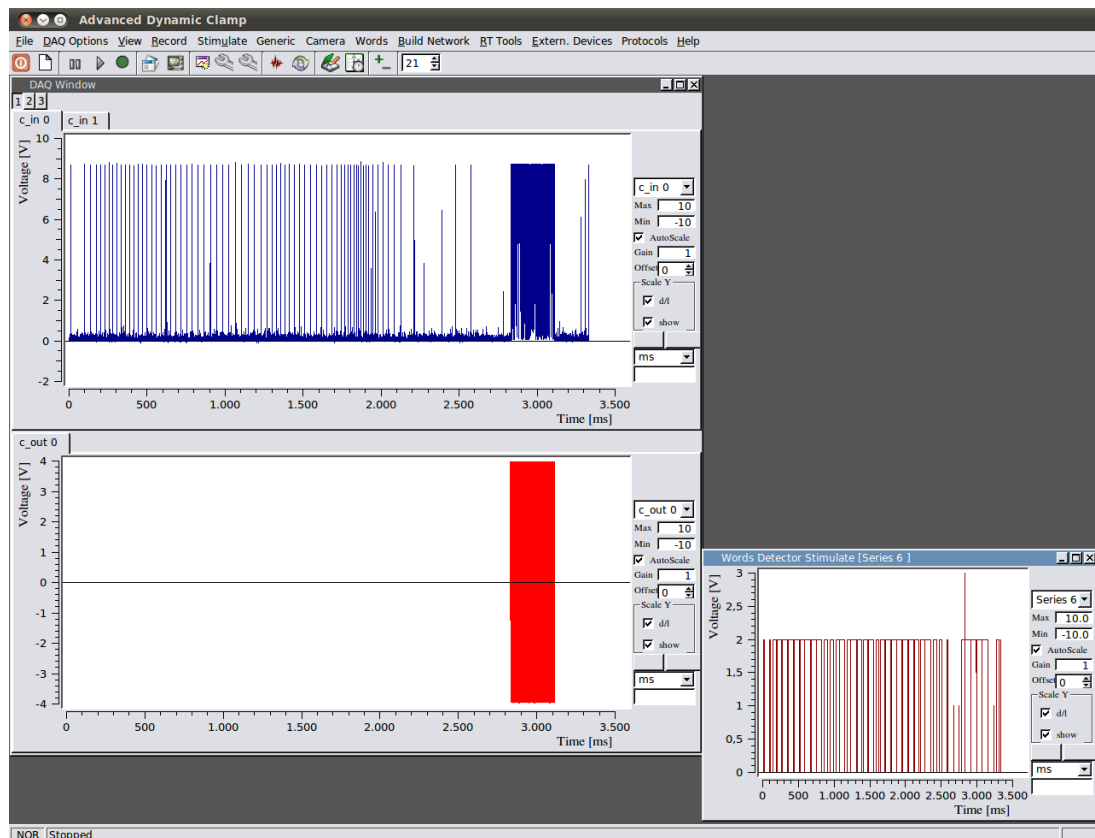 Advanced Dynamic Clamp
File DAQ Options View Record Stimulate Generic Camera Words Build Network RT Tools Extern. Devices Protocols Help
21
DAQ Window
1 2 3
c_in 0 c_in 1
Voltage [V]
10
8
6
4
2
0
-2
0 500 1.000 1.500 2.000 2.500 3.000 3.500
Time [ms]
c_in 0
Max 10
Min -10
AutoScale
Gain 1
Offset 0
Scale Y
d/l
show
ms
c_out 0
Voltage [V]
4
3
2
1
0
-1
-2
-3
-4
0 500 1.000 1.500 2.000 2.500 3.000 3.500
Time [ms]
c_out 0
Max 10
Min -10
AutoScale
Gain 1
Offset 0
Scale Y
d/l
show
ms
Words Detector Stimulate [Series 6 ]
Voltage [V]
3
2,5
2
1,5
1
0,5
0
0 500 1.000 1.500 2.000 2.500 3.000 3.500
Time [ms]
Series 6
Max 10.0
Min -10.0
AutoScale
Gain 1
Offset 0
Scale Y
d/l
show
ms
NOR Stopped